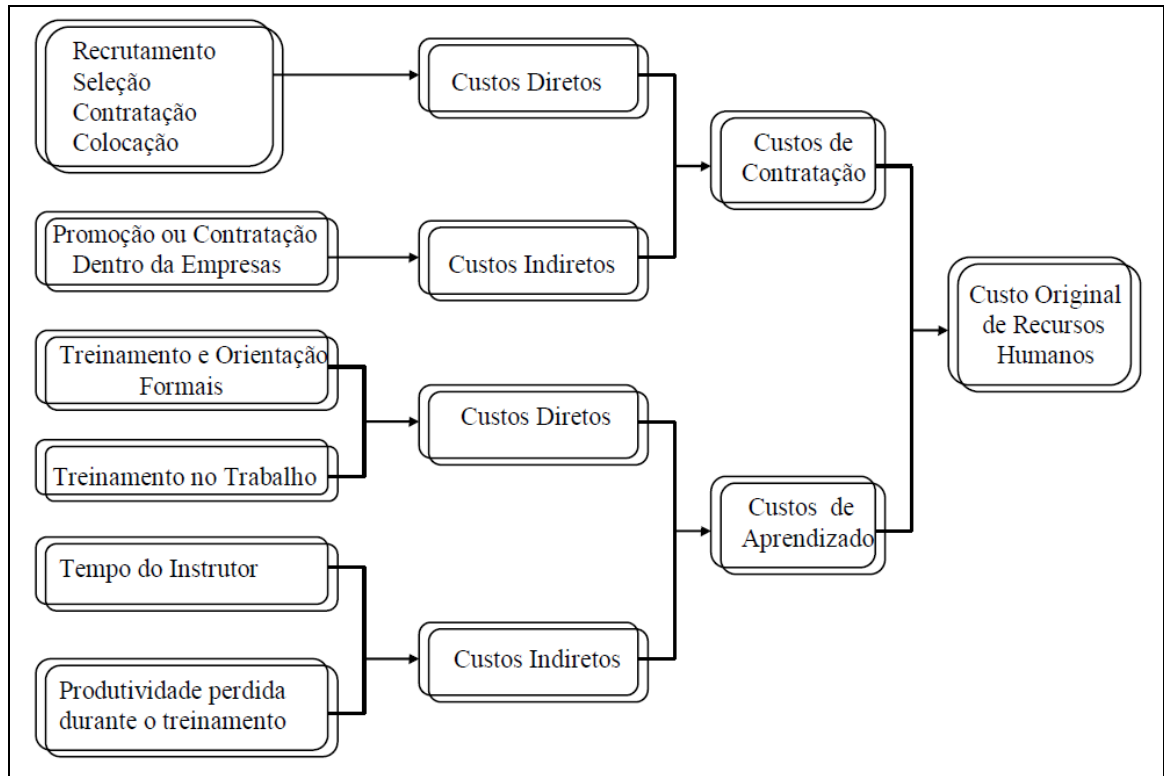 Recrutamento
Seleção
Contratação
Colocação
Custos Diretos
Custos de
Contratação
Promoção ou Contratação
Dentro da Empresas
Custos Indiretos
Custo Original
de Recursos
Humanos
Treinamento e Orientação
Formais
Custos Diretos
Treinamento no Trabalho
Custos de
Aprendizado
Tempo do Instrutor
Custos Indiretos
Produtividade perdida
durante o treinamento